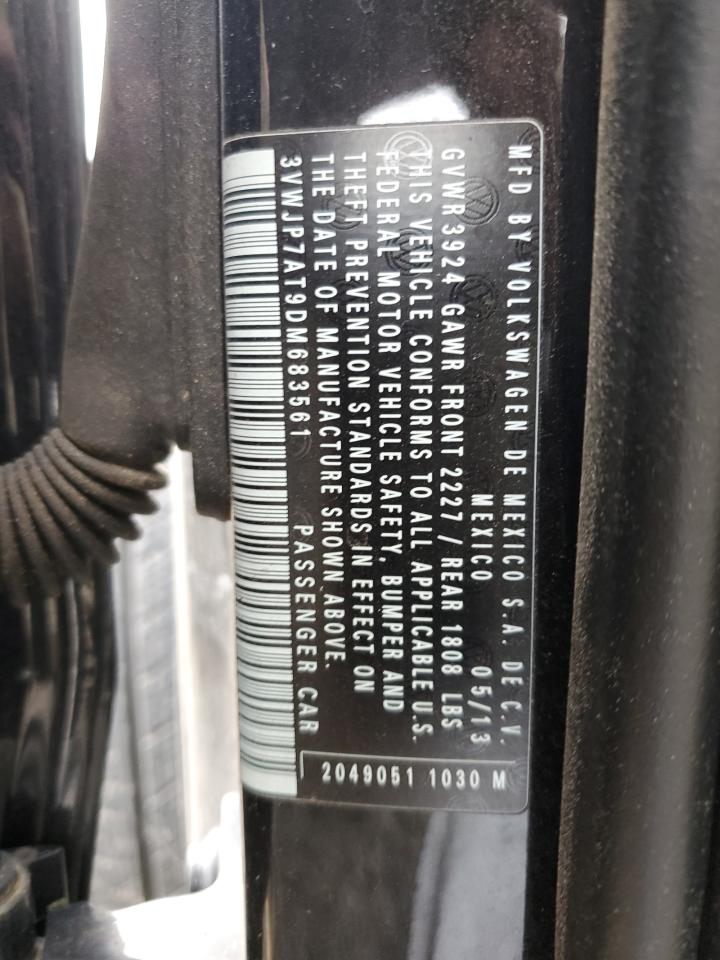 MFD BY VOLKSWAGEN DE MEXICO S.A. DE C.V.
MEXICO 05/13
GVWR 3924 GAWR FRONT 2227 / REAR 1808 LBS
THIS VEHICLE CONFORMS TO ALL APPLICABLE U.S.
FEDERAL MOTOR VEHICLE SAFETY, BUMPER AND
THEFT PREVENTION STANDARDS IN EFFECT ON
THE DATE OF MANUFACTURE SHOWN ABOVE.
3VWJP7AT9DM683561 PASSENGER CAR
2049051 1030 M